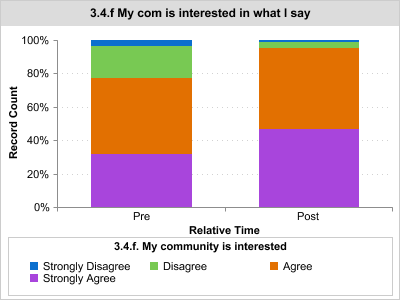 3.4.f My com is interested in what I say
100%
80%
60%
40%
20%
0%
Record Count
Pre
Post
Relative Time
3.4.f. My community is interested
Strongly Disagree
Disagree
Agree
Strongly Agree